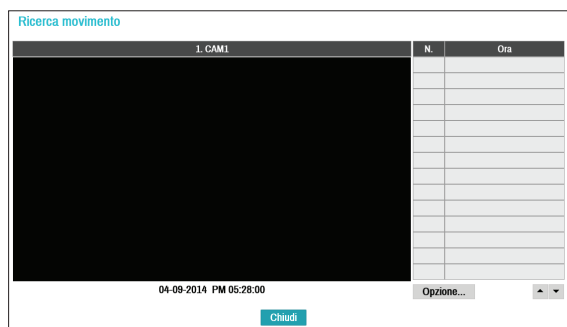 Ricerca movimento
1. CAM1
N. Ora
04-09-2014 PM 05:28:00
Opzione...
Chiudi